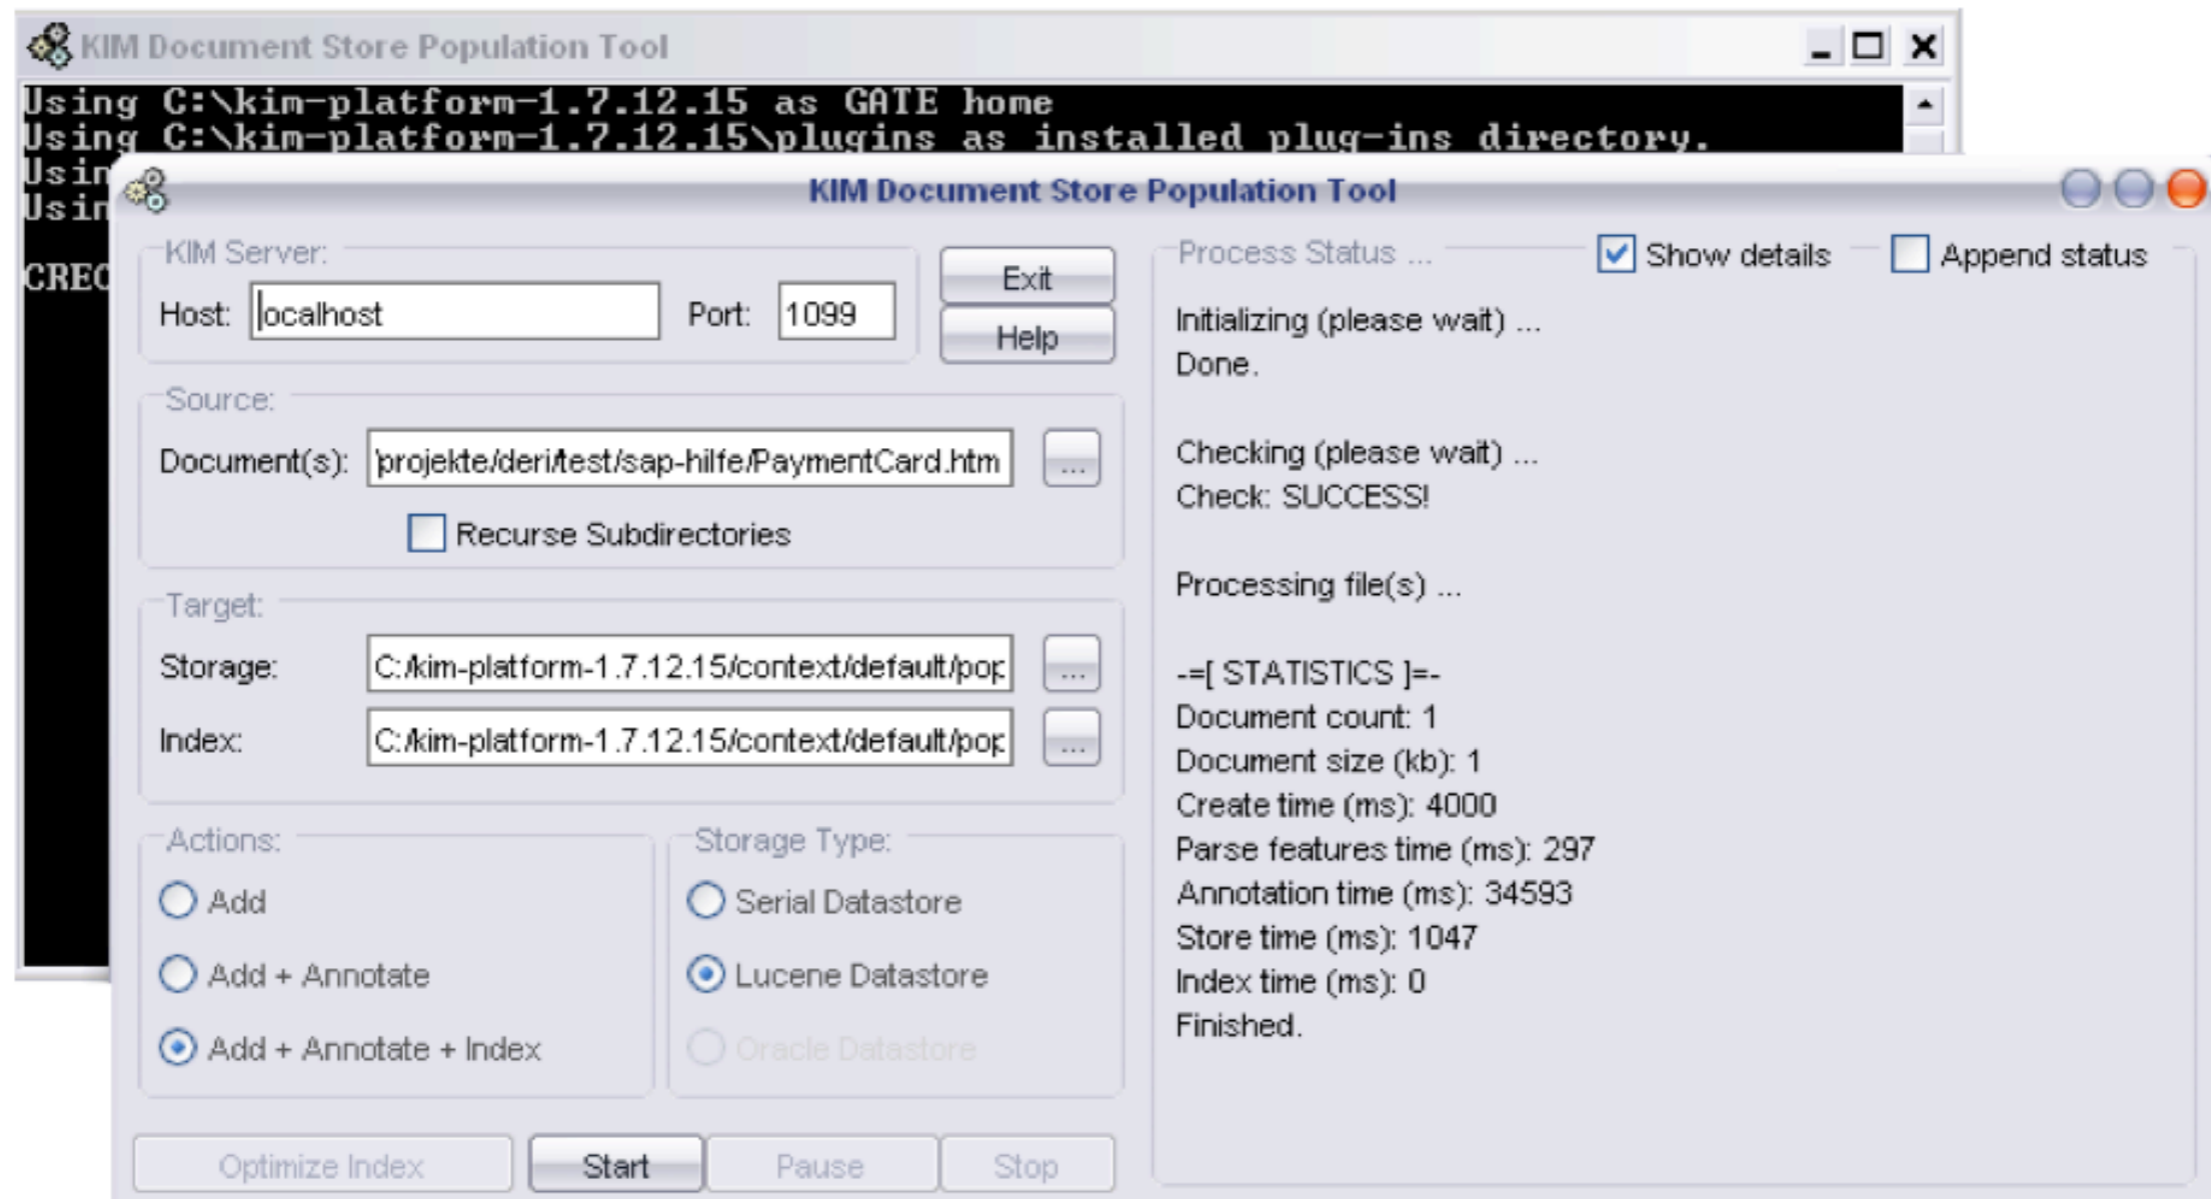 KIM Document Store Population Tool
Using C:\kim-platform-1.7.12.15 as GATE home
Using C:\kim-platform-1.7.12.15\plugins as installed plug-ins directory.
Usin
Usin
CREO
KIM Document Store Population Tool
KIM Server:
Host: localhost Port: 1099
Exit
Help
Source:
Document(s): projekte/deri/test/sap-hilfe/PaymentCard.htm ...
Recurse Subdirectories
Target:
Storage: C:/kim-platform-1.7.12.15/context/default/pop ...
Index: C:/kim-platform-1.7.12.15/context/default/pop ...
Actions:
Add
Add + Annotate
Add + Annotate + Index
Storage Type:
Serial Datastore
Lucene Datastore
Oracle Datastore
Optimize Index Start Pause Stop
Process Status ... Show details Append status
Initializing (please wait) ...
Done.
Checking (please wait) ...
Check: SUCCESS!
Processing file(s) ...
-=[ STATISTICS ]=-
Document count: 1
Document size (kb): 1
Create time (ms): 4000
Parse features time (ms): 297
Annotation time (ms): 34593
Store time (ms): 1047
Index time (ms): 0
Finished.